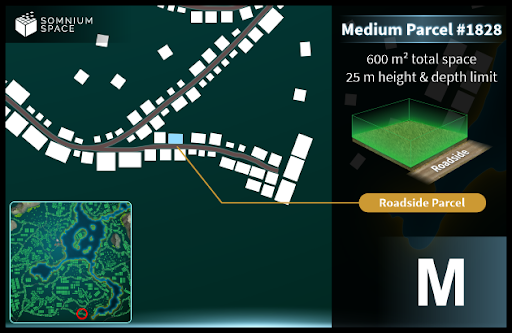 SOMNIUM
SPACE
Medium Parcel #1828
600 m² total space
25 m height & depth limit
Roadside
Roadside Parcel
M